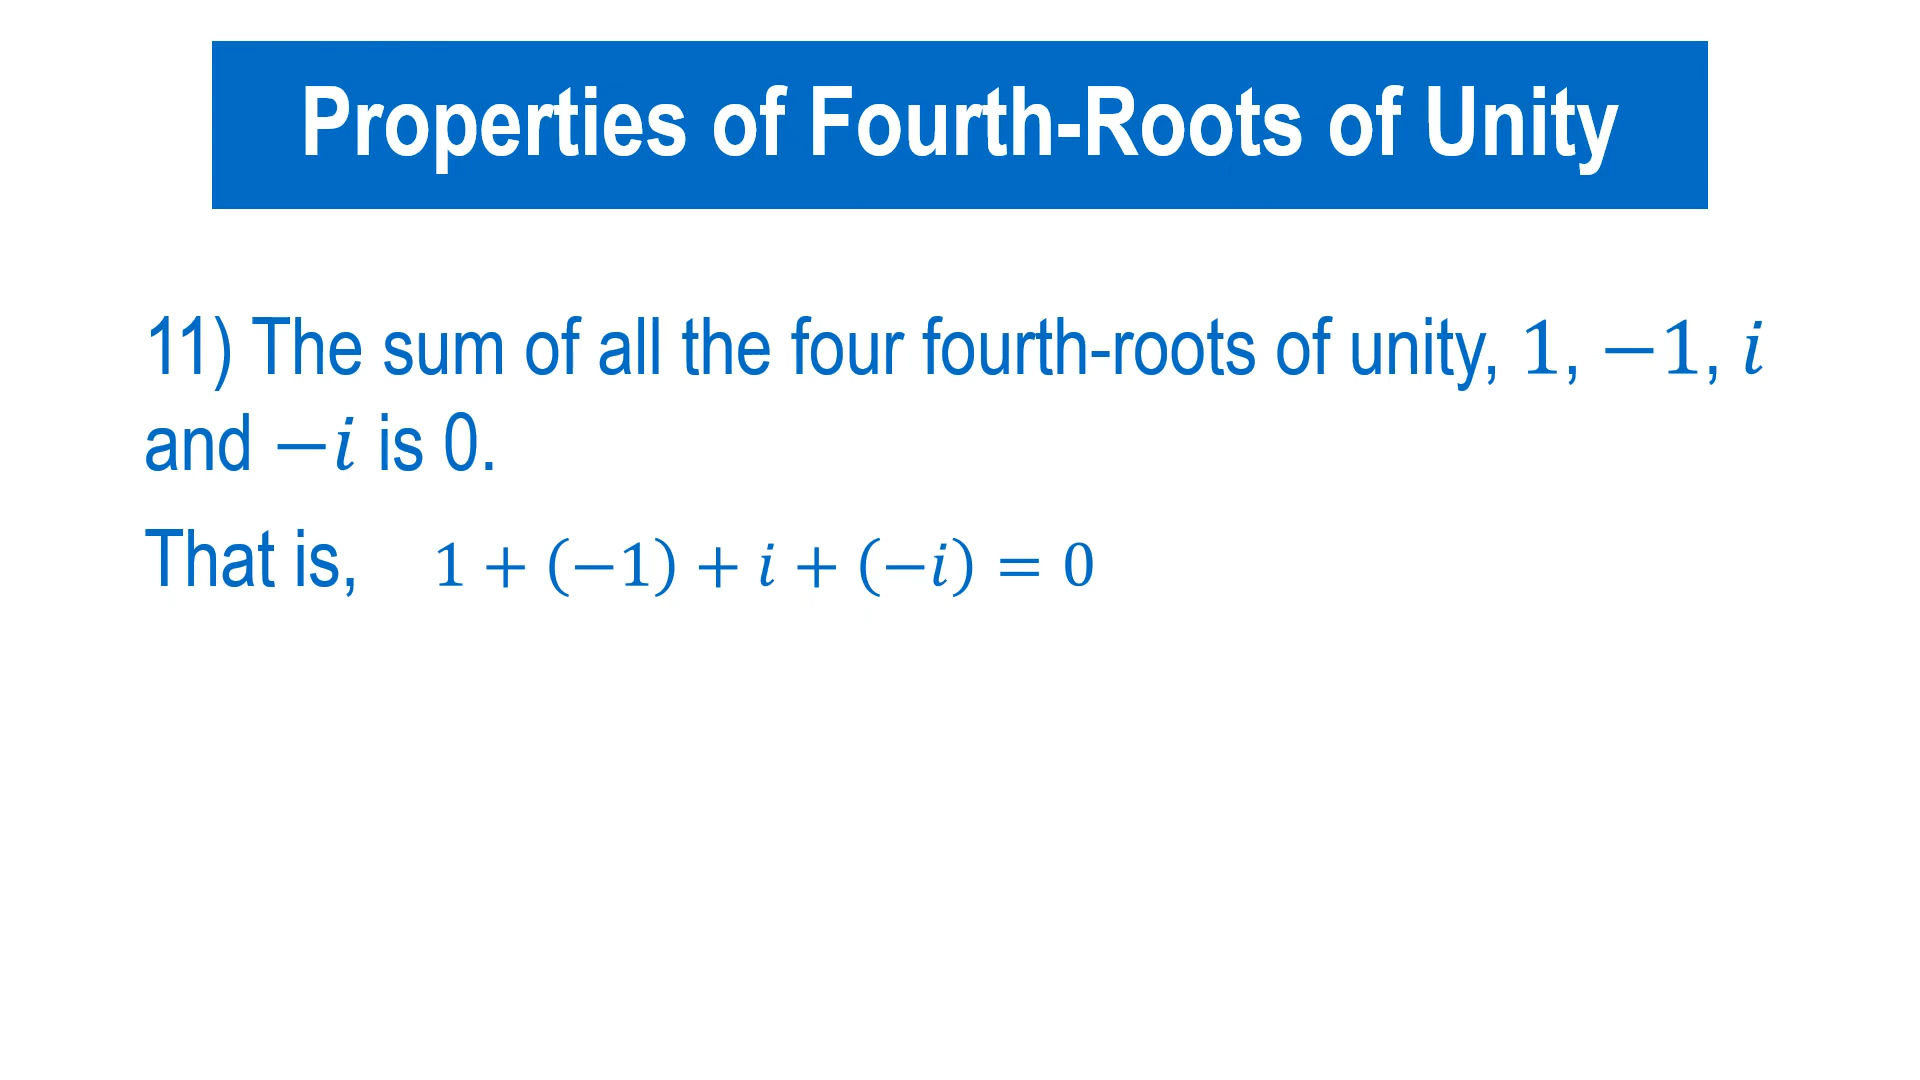 Properties of Fourth-Roots of Unity
11) The sum of all the four fourth-roots of unity, 1, −1, i
and −i is 0.
That is, 1 + (−1) + i + (−i) = 0